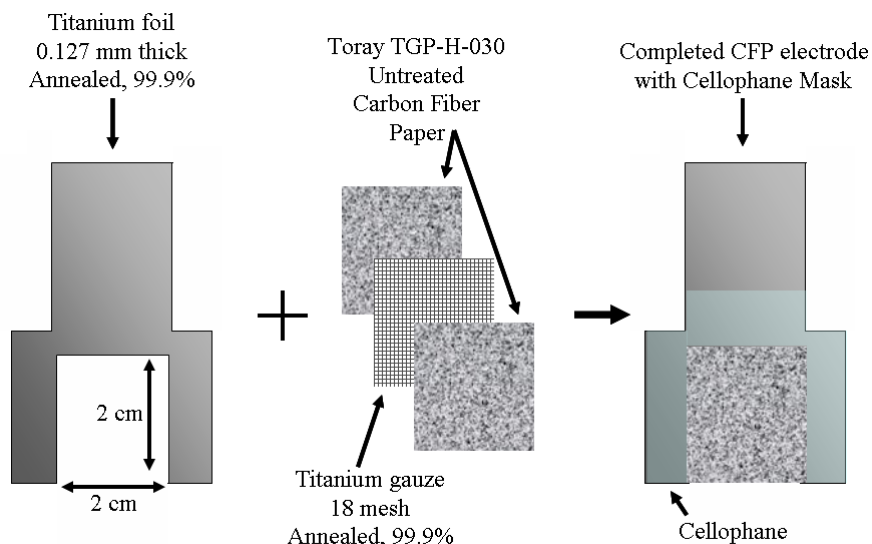 Titanium foil
0.127 mm thick
Annealed, 99.9%
Toray TGP-H-030
Untreated
Carbon Fiber
Paper
Completed CFP electrode
with Cellophane Mask
2 cm
2 cm
Titanium gauze
18 mesh
Annealed, 99.9%
Cellophane